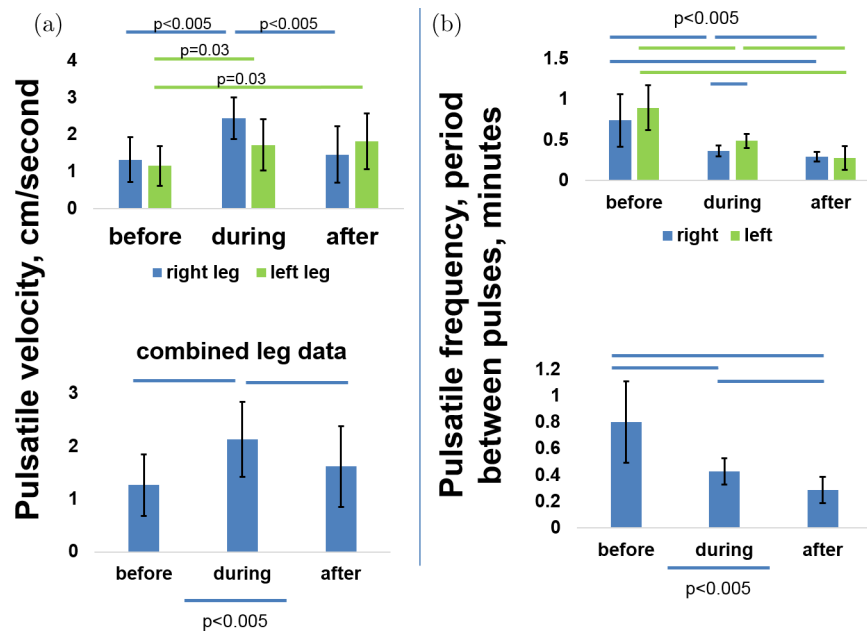 (a)
p<0.005 p<0.005
p=0.03
p=0.03
4
3
2
1
0
before during after
right leg left leg
Pulsatile velocity, cm/second
combined leg data
3
2
1
0
before during after
p<0.005
(b)
p<0.005
1.5
1
0.5
0
before during after
right left
Pulsatile frequency, period
between pulses, minutes
1.2
1
0.8
0.6
0.4
0.2
0
before during after
p<0.005